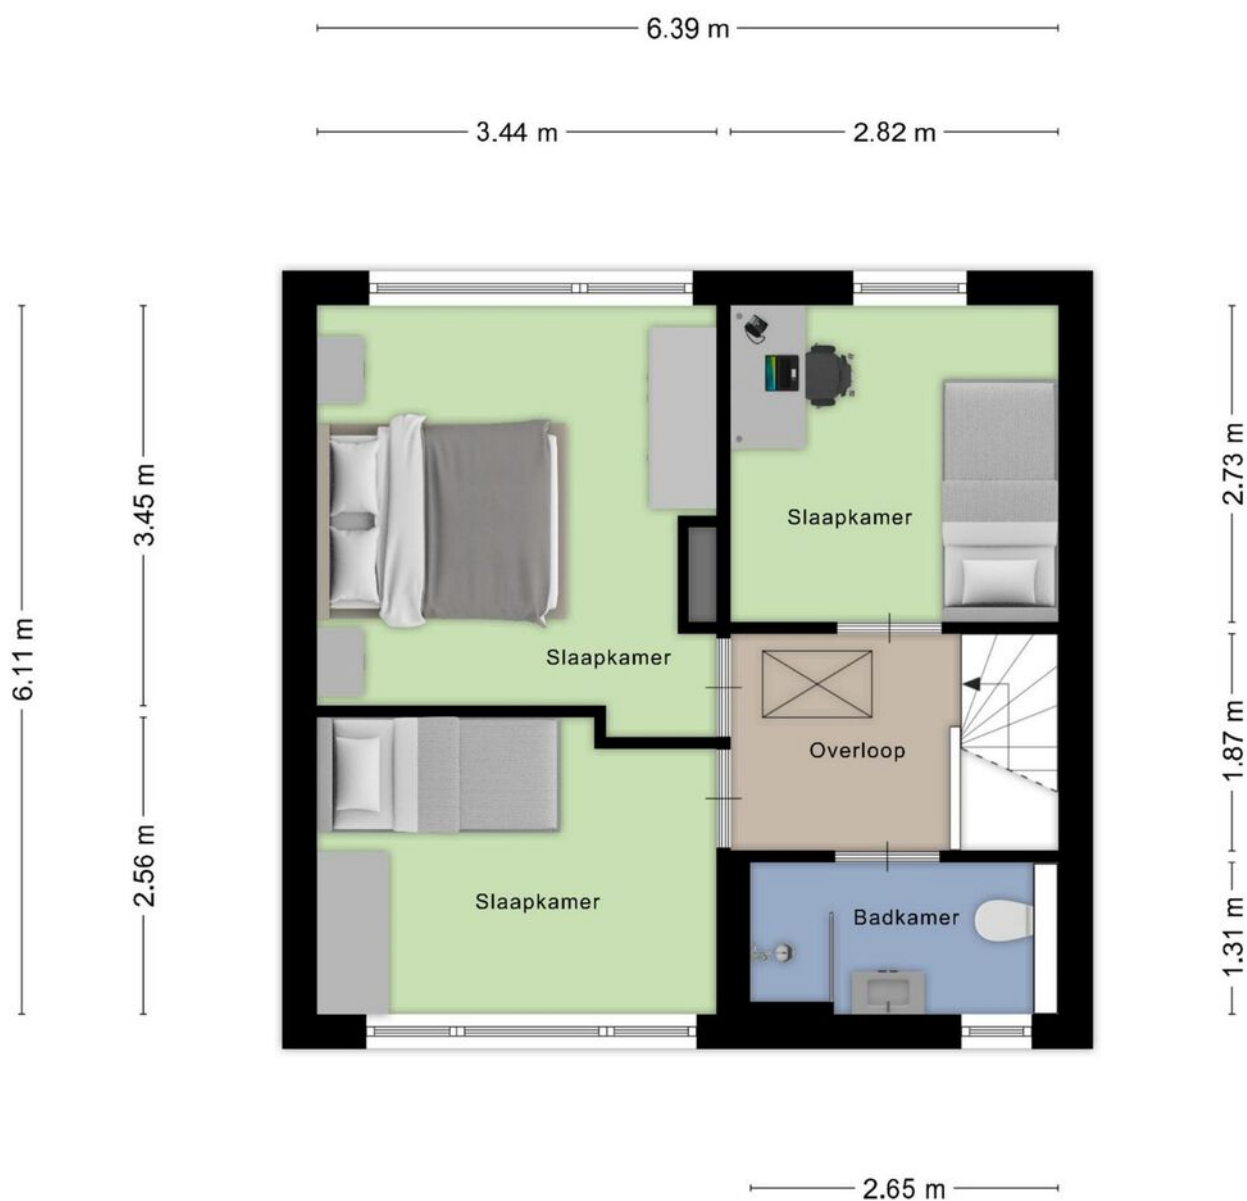 6.39 m
3.44 m
2.82 m
6.11 m
3.45 m
2.56 m
2.73 m
1.87 m
1.31 m
Slaapkamer
Slaapkamer
Overloop
Slaapkamer
Badkamer
2.65 m